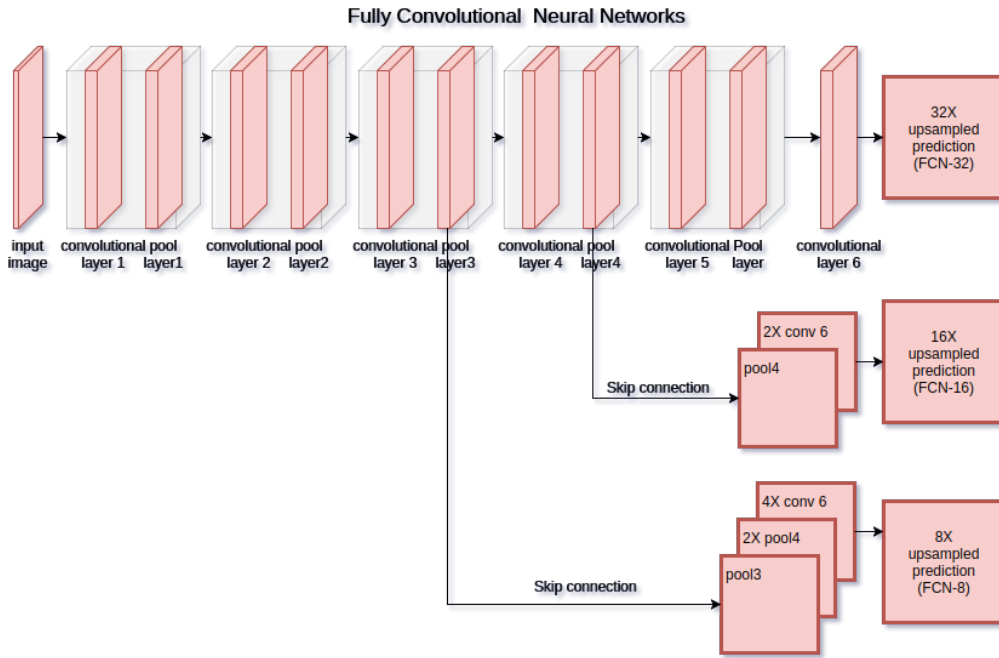 Fully Convolutional Neural Networks
input
image
convolutional pool
layer 1 layer1
convolutional pool
layer 2 layer2
convolutional pool
layer 3 layer3
convolutional pool
layer 4 layer4
convolutional Pool
layer 5 layer
convolutional
layer 6
32X
upsampled
prediction
(FCN-32)
2X conv 6
pool4
Skip connection
16X
upsampled
prediction
(FCN-16)
4X conv 6
2X pool4
pool3
Skip connection
8X
upsampled
prediction
(FCN-8)